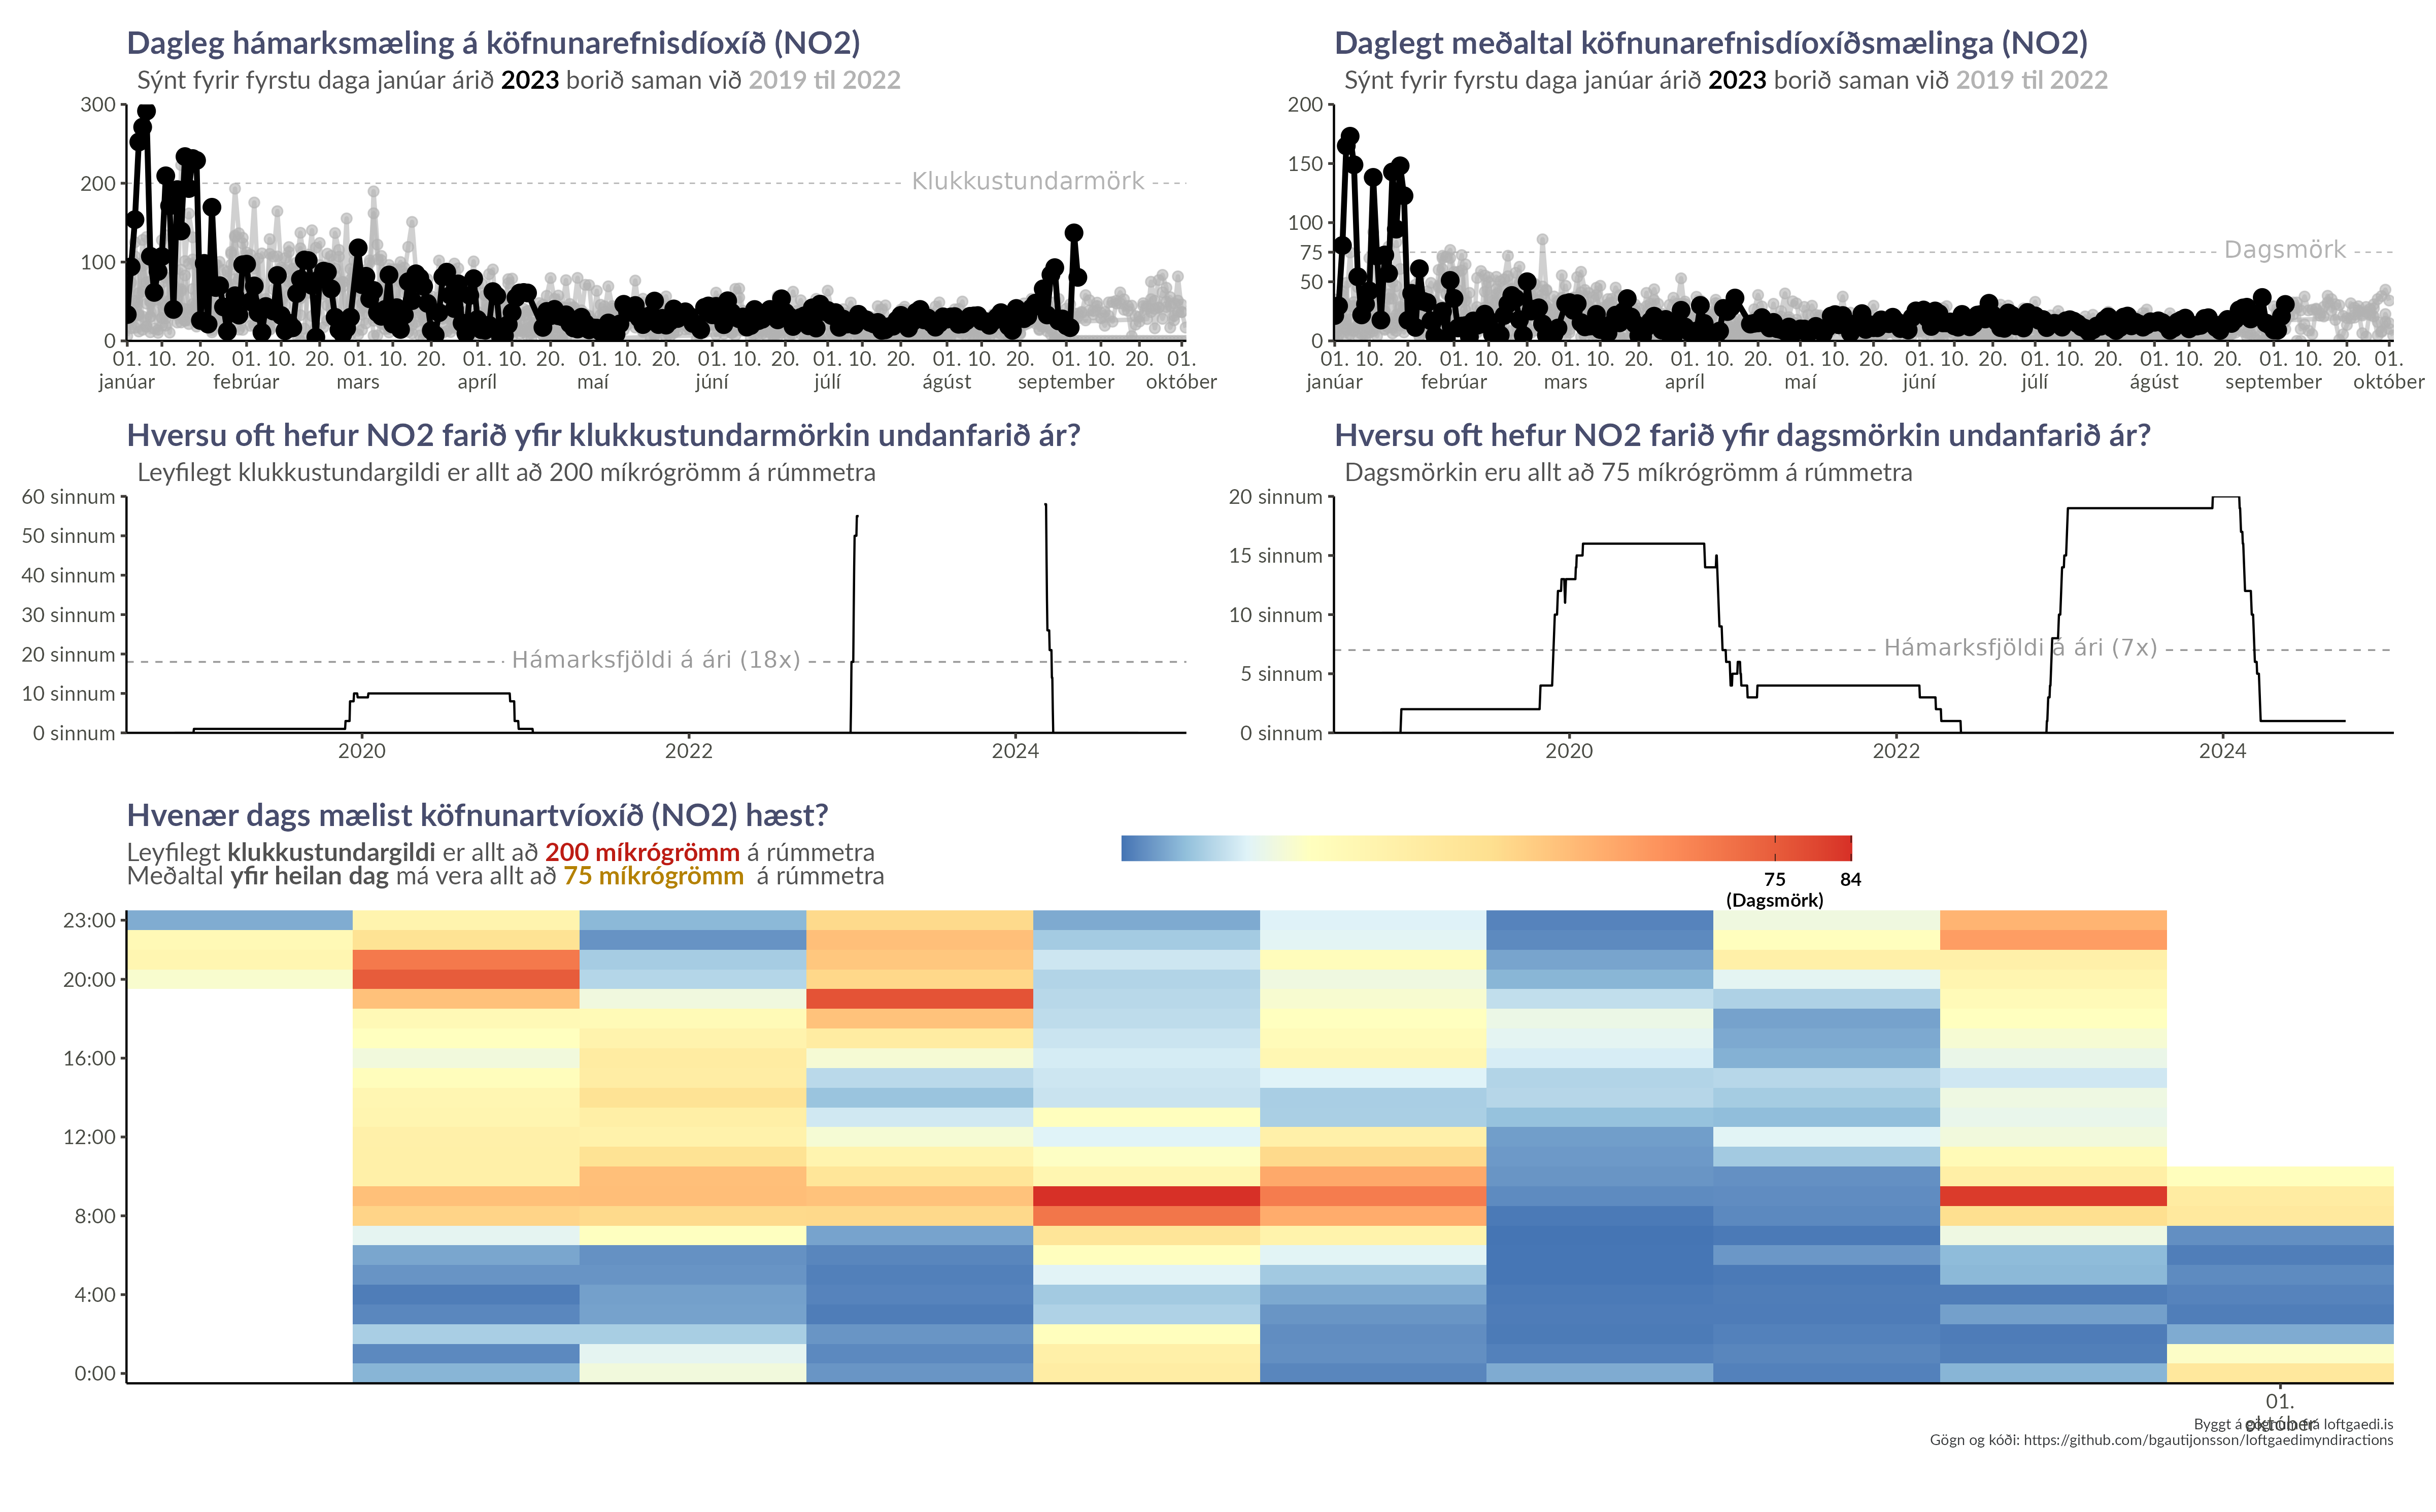 Dagleg hámarksmæling á köfnunarefnisdíoxíð (NO2)
Sýnt fyrir fyrstu daga janúar árið 2023 borið saman við 2019 til 2022
300
200
100
0
Klukkustundarmörk
01. 10. 20. 01. 10. 20. 01. 10. 20. 01. 10. 20. 01. 10. 20. 01. 10. 20. 01. 10. 20. 01. 10. 20. 01. 10. 20. 01.
janúar febrúar mars apríl maí júní júlí ágúst september október
Daglegt meðaltal köfnunarefnisdíoxíðsmælinga (NO2)
Sýnt fyrir fyrstu daga janúar árið 2023 borið saman við 2019 til 2022
200
150
100
75
50
0
Dagsmörk
01. 10. 20. 01. 10. 20. 01. 10. 20. 01. 10. 20. 01. 10. 20. 01. 10. 20. 01. 10. 20. 01. 10. 20. 01. 10. 20. 01.
janúar febrúar mars apríl maí júní júlí ágúst september október
Hversu oft hefur NO2 farið yfir klukkustundarmörkin undanfarið ár?
Leyfilegt klukkustundargildi er allt að 200 míkrógrömm á rúmmetra
60 sinnum
50 sinnum
40 sinnum
30 sinnum
20 sinnum
10 sinnum
0 sinnum
Hámarksfjöldi á ári (18x)
2020 2022 2024
Hversu oft hefur NO2 farið yfir dagsmörkin undanfarið ár?
Dagsmörkin eru allt að 75 míkrógrömm á rúmmetra
20 sinnum
15 sinnum
10 sinnum
5 sinnum
0 sinnum
Hámarksfjöldi á ári (7x)
2020 2022 2024
Hvenær dags mælist köfnunartvíoxíð (NO2) hæst?
Leyfilegt klukkustundargildi er allt að 200 míkrógrömm á rúmmetra
Meðaltal yfir heilan dag má vera allt að 75 míkrógrömm á rúmmetra
75 84
(Dagsmörk)
23:00
20:00
16:00
12:00
8:00
4:00
0:00
01.
október
Byggt á gögnum frá loftgaedi.is
Gögn og kóði: https://github.com/bgautijonsson/loftgaedimyndiractions